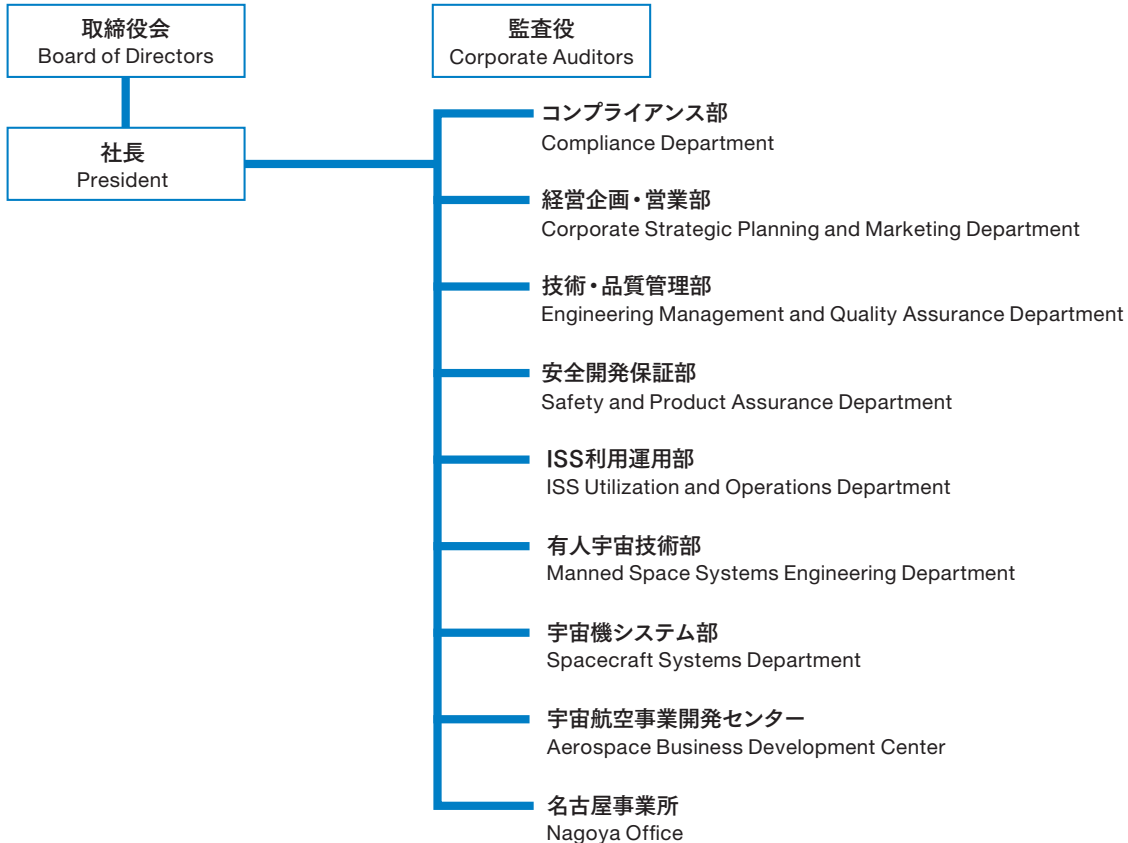 取締役会
Board of Directors
監査役
Corporate Auditors
社長
President
コンプライアンス部
Compliance Department
経営企画・営業部
Corporate Strategic Planning and Marketing Department
技術・品質管理部
Engineering Management and Quality Assurance Department
安全開発保証部
Safety and Product Assurance Department
ISS利用運用部
ISS Utilization and Operations Department
有人宇宙技術部
Manned Space Systems Engineering Department
宇宙機システム部
Spacecraft Systems Department
宇宙航空事業開発センター
Aerospace Business Development Center
名古屋事業所
Nagoya Office